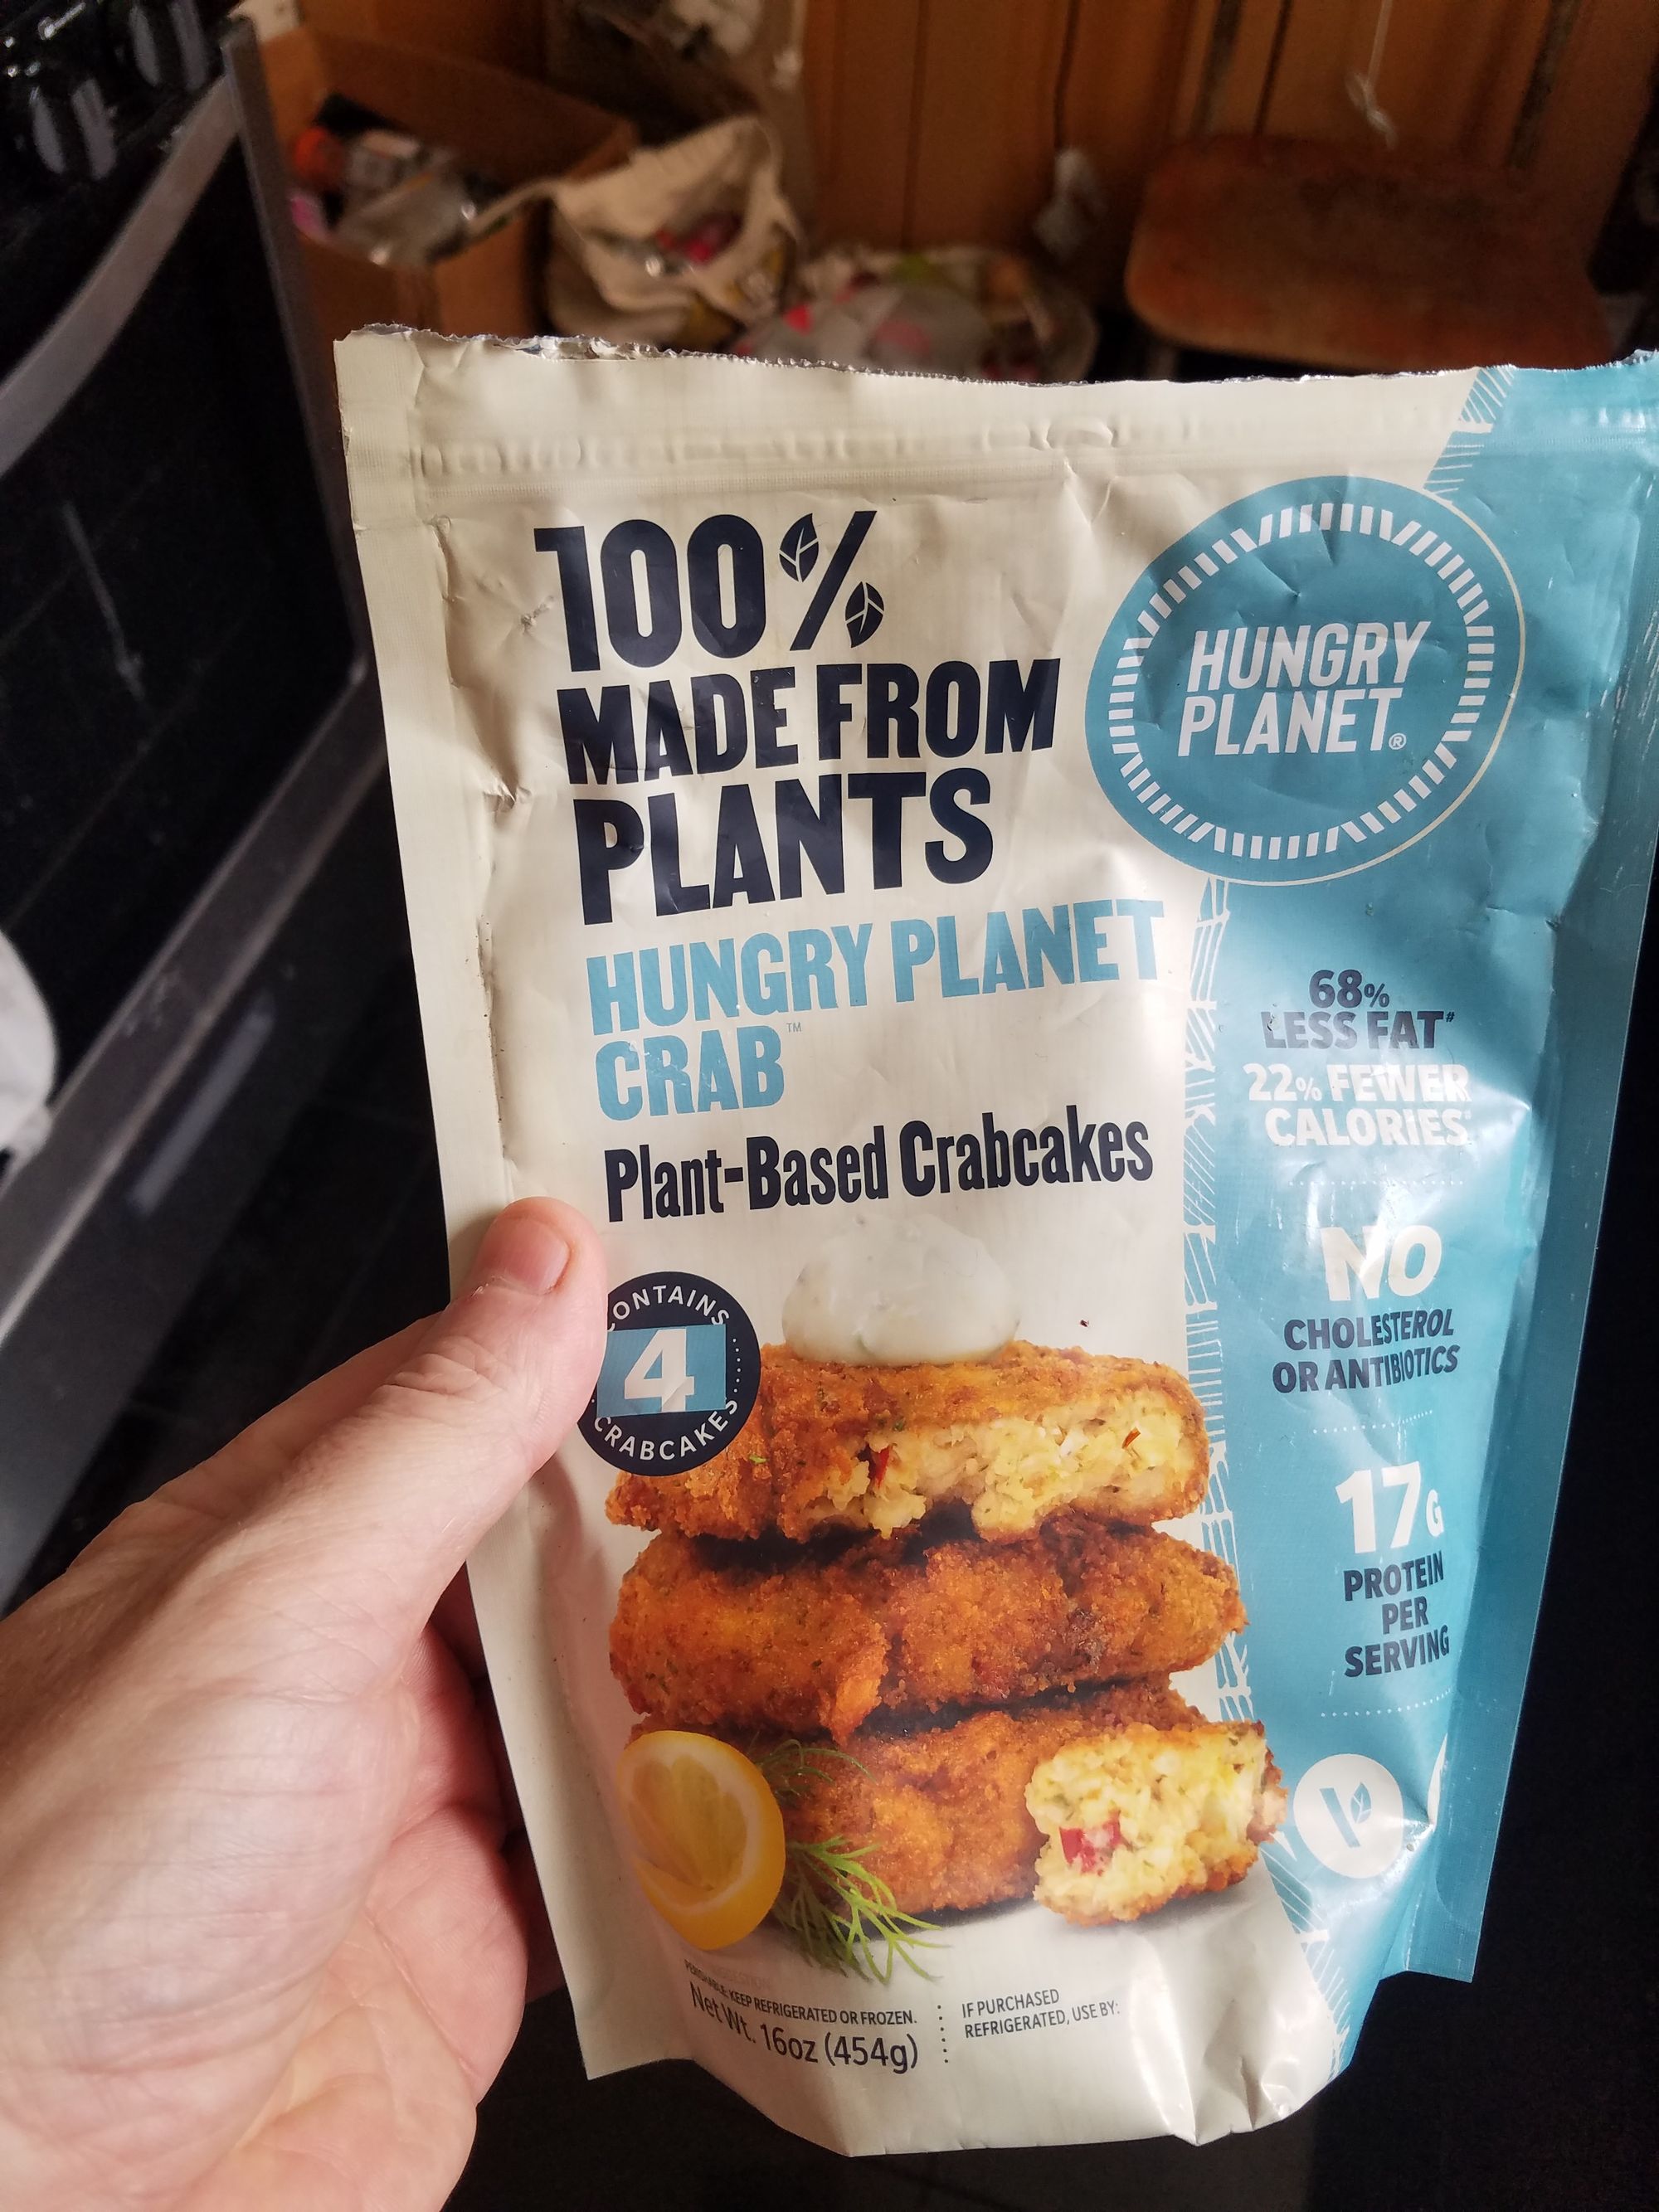 100%
MADE FROM
PLANTS
HUNGRY PLANET
CRAB™
Plant-Based Crabcakes
HUNGRY
PLANET®
68%
LESS FAT#
22% FEWER
CALORIES#
NO
CHOLESTEROL
OR ANTIBIOTICS
17G
PROTEIN
PER
SERVING
V
CONTAINS
4
CRABCAKES
PERISHABLE. KEEP REFRIGERATED OR FROZEN.
Net Wt. 16oz (454g)
IF PURCHASED
REFRIGERATED, USE BY: